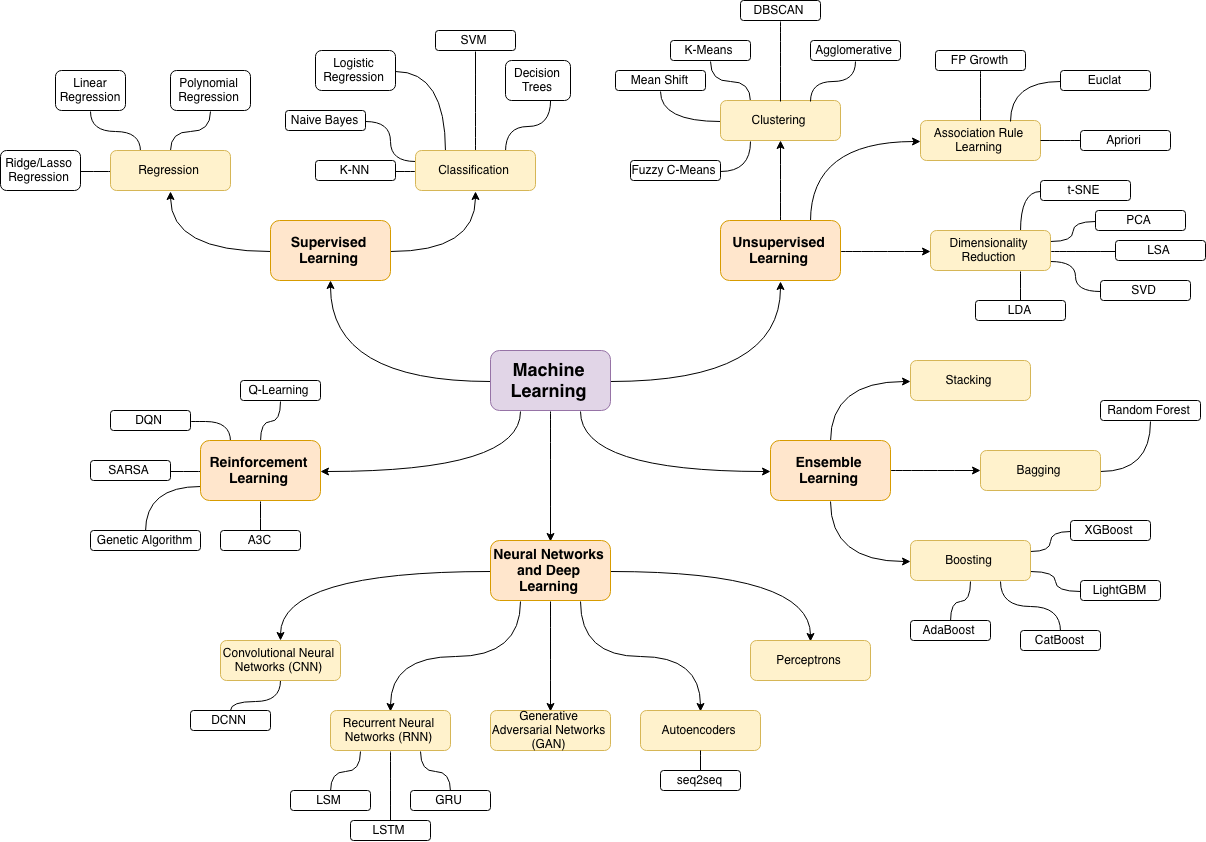 DBSCAN
SVM
K-Means
Agglomerative
Logistic
Regression
FP Growth
Linear
Regression
Polynomial
Regression
Decision
Trees
Mean Shift
Euclat
Naive Bayes
Clustering
Association Rule
Learning
Apriori
Ridge/Lasso
Regression
Regression
K-NN
Classification
Fuzzy C-Means
t-SNE
PCA
Supervised
Learning
Unsupervised
Learning
Dimensionality
Reduction
LSA
SVD
LDA
Machine
Learning
Stacking
Q-Learning
DQN
Random Forest
SARSA
Reinforcement
Learning
Ensemble
Learning
Bagging
Genetic Algorithm
A3C
XGBoost
Neural Networks
and Deep
Learning
Boosting
LightGBM
AdaBoost
CatBoost
Convolutional Neural
Networks (CNN)
Perceptrons
DCNN
Recurrent Neural
Networks (RNN)
Generative
Adversarial Networks
(GAN)
Autoencoders
seq2seq
LSM
GRU
LSTM